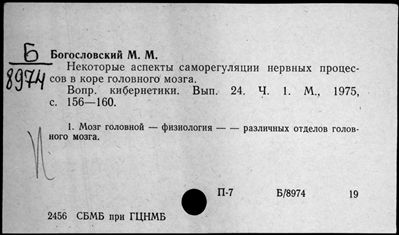 Б
8974
Богословский М. М.
Некоторые аспекты саморегуляции нервных процес-
сов в коре головного мозга.
Вопр. кибернетики. Вып. 24. Ч. 1. М., 1975,
с. 156—160.
1. Мозг головной — физиология — — различных отделов голов-
ного мозга.
П-7 Б/8974 19
2456 СБМБ при ГЦНМБ